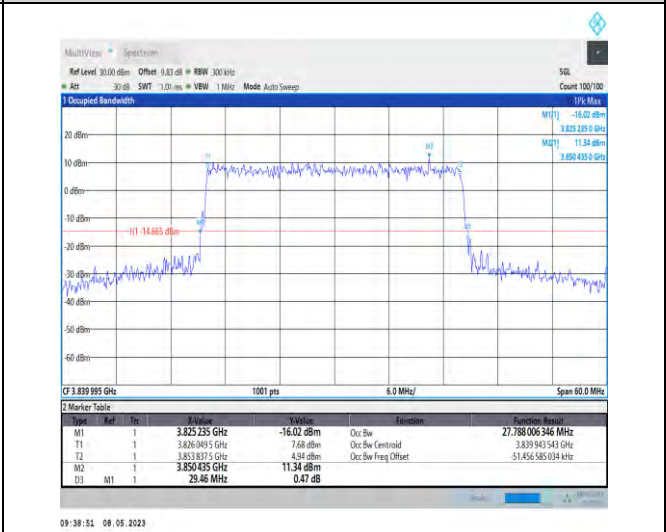 MultiView Spectrum
Ref Level 30.00 dBm Offset 9.83 dB RBW 300 kHz SGL
Att 30 dB SWT 1.01 ms VBW 1 MHz Mode Auto Sweep Count 100/100
1 Occupied Bandwidth 1Pk Max
M1[1] -16.02 dBm
3.825 235 0 GHz
M2[1] 11.34 dBm
3.850 435 0 GHz
20 dBm
M2
T1
10 dBm
0 dBm
-10 dBm
H1 -14.665 dBm
-20 dBm
-30 dBm
-40 dBm
-50 dBm
-60 dBm
CF 3.839 995 GHz 1001 pts 6.0 MHz/ Span 60.0 MHz
2 Marker Table
Type Ref Trc X-Value Y-Value Function Function Result
M1 1 3.825 235 GHz -16.02 dBm Occ Bw 27.788 006 346 MHz
T1 1 3.826 049 5 GHz 7.68 dBm Occ Bw Centroid 3.839 943 543 GHz
T2 1 3.853 837 5 GHz 4.94 dBm Occ Bw Freq Offset -51.456 585 034 kHz
M2 1 3.850 435 GHz 11.34 dBm
D3 M1 1 29.46 MHz 0.47 dB
Ready
09:38:51 08.05.2023